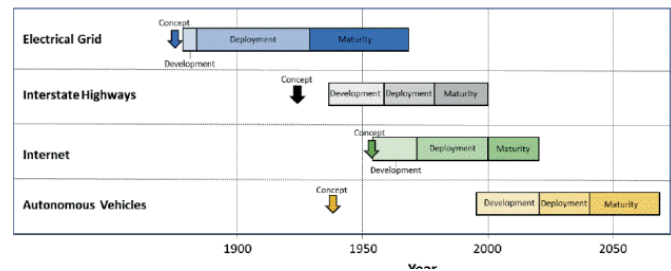 Concept
Electrical Grid
Deployment
Maturity
Development
Concept
Interstate Highways
Development
Deployment
Maturity
Concept
Internet
Deployment
Maturity
Development
Concept
Autonomous Vehicles
Development
Deployment
Maturity
1900
1950
2000
2050
Year